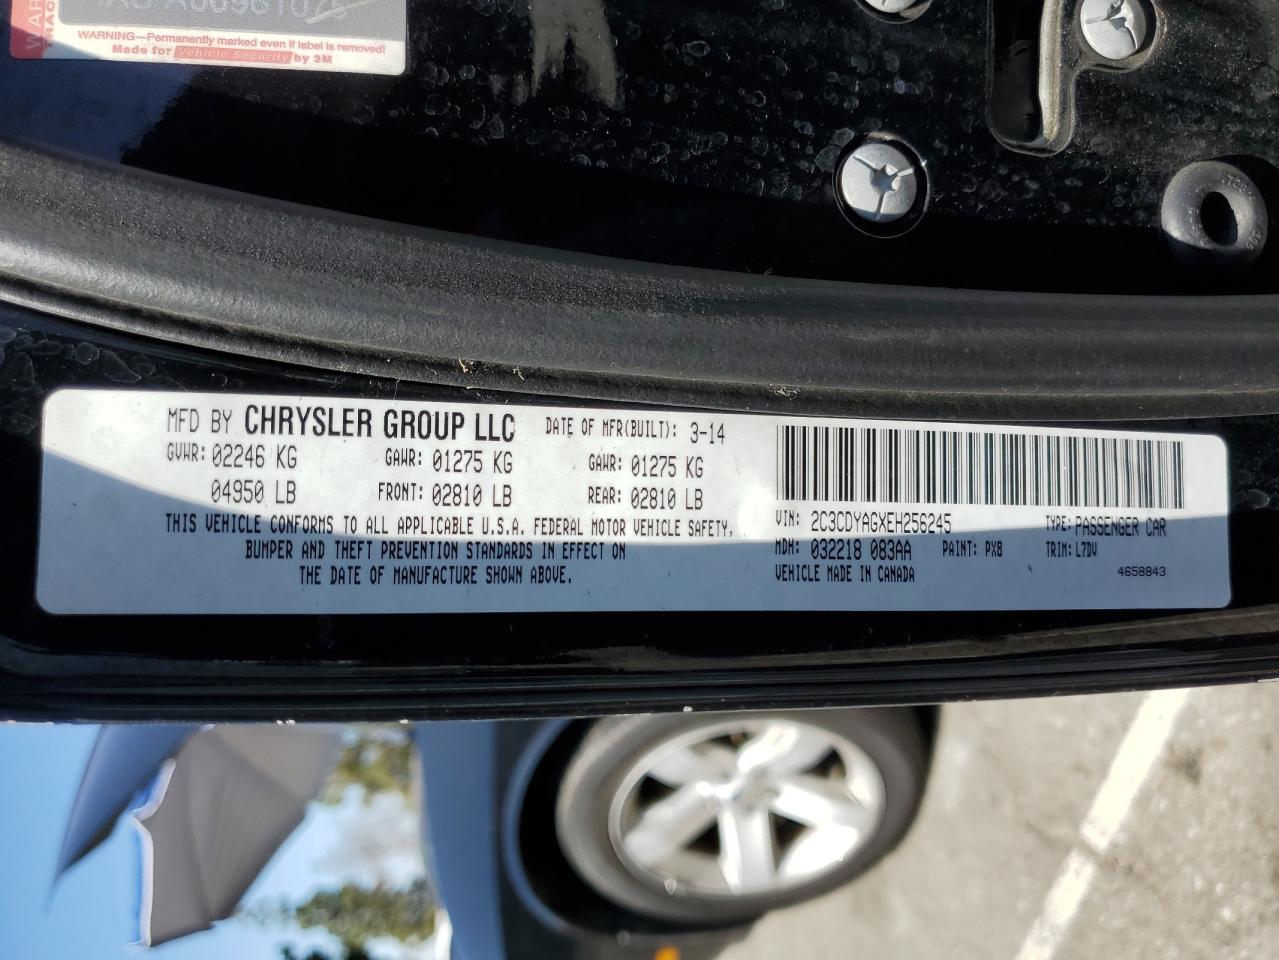 WARNING—Permanently marked even if label is removed!
Made for Vehicle Security by 3M
MFD BY CHRYSLER GROUP LLC DATE OF MFR(BUILT): 3-14
GVWR: 02246 KG GAWR: 01275 KG GAWR: 01275 KG
04950 LB FRONT: 02810 LB REAR: 02810 LB
THIS VEHICLE CONFORMS TO ALL APPLICABLE U.S.A. FEDERAL MOTOR VEHICLE SAFETY,
BUMPER AND THEFT PREVENTION STANDARDS IN EFFECT ON
THE DATE OF MANUFACTURE SHOWN ABOVE.
VIN: 2C3CDYAGXEH256245 TYPE: PASSENGER CAR
MDH: 032218 083AA PAINT: PX8 TRIM: L7DV
VEHICLE MADE IN CANADA 4658843